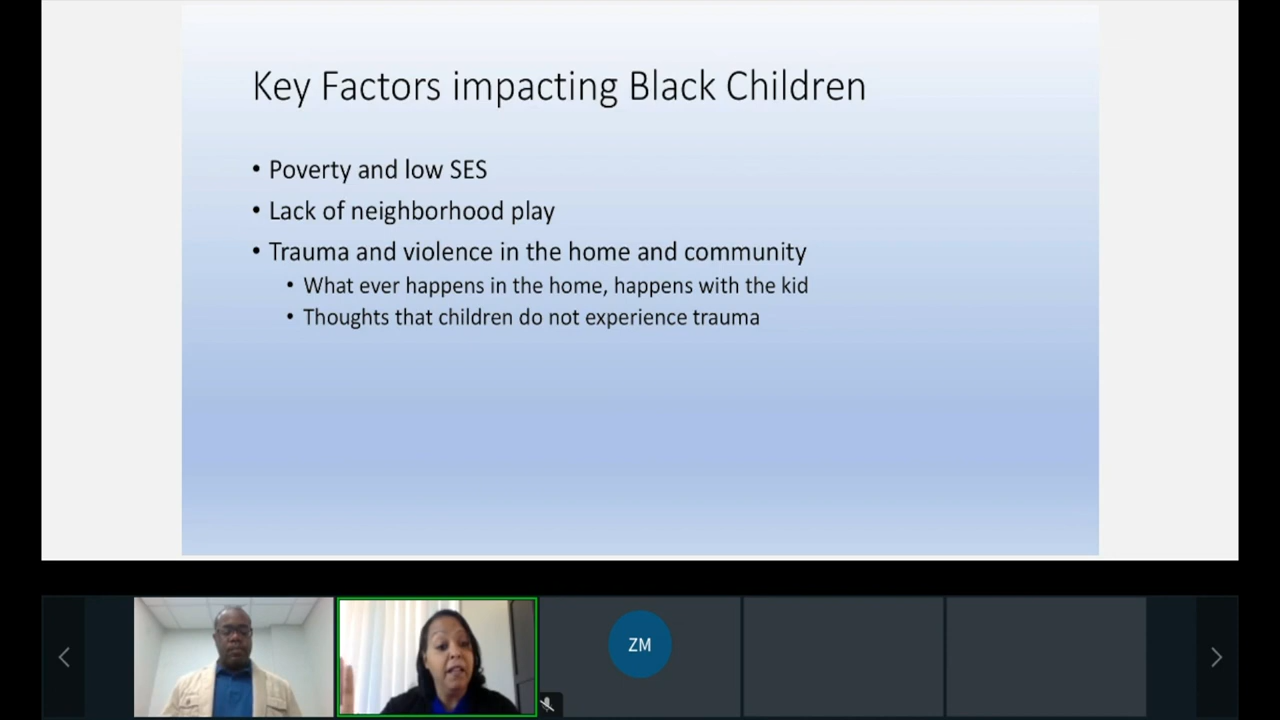 Key Factors impacting Black Children
• Poverty and low SES
• Lack of neighborhood play
• Trauma and violence in the home and community
• What ever happens in the home, happens with the kid
• Thoughts that children do not experience trauma
ZM